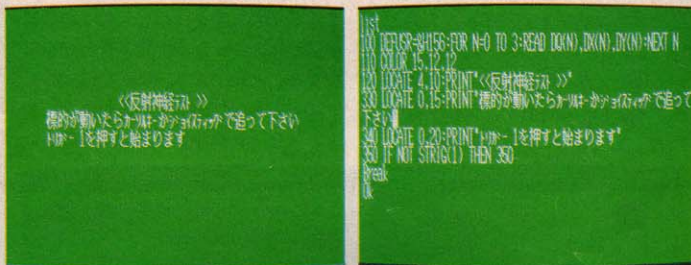 <<反射神経テスト >>
標的が動いたらカーソルキーかジョイスティックで追って下さい
トリガー 1を押すと始まります
list
100 DEFUSR=&H156:FOR N=0 TO 3:READ DQ(N),DX(N),DY(N):NEXT N
110 COLOR 15,12,12
320 LOCATE 4,10:PRINT"<<反射神経テスト >>"
330 LOCATE 0,15:PRINT"標的が動いたらカーソルキーかジョイスティックで追って
下さい
340 LOCATE 0,20:PRINT"トリガー 1を押すと始まります"
350 IF NOT STRIG(1) THEN 350
Break
Ok